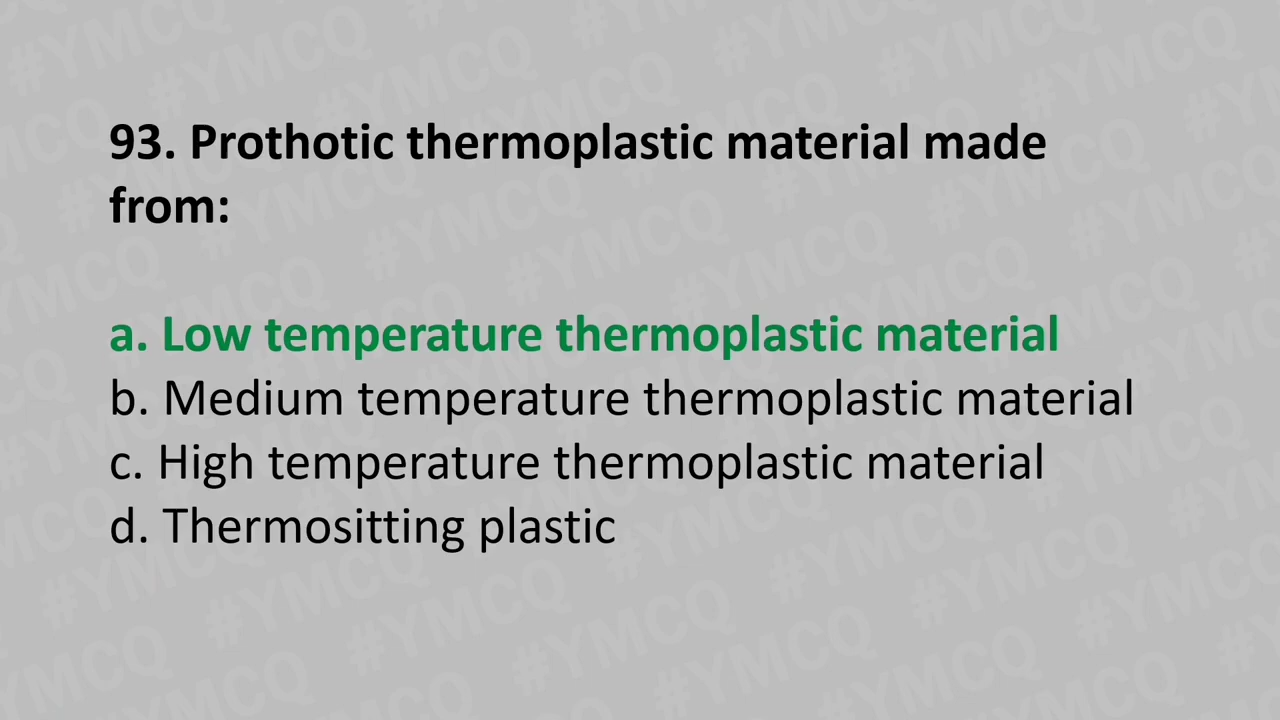 93. Prothotic thermoplastic material made
from:
a. Low temperature thermoplastic material
b. Medium temperature thermoplastic material
c. High temperature thermoplastic material
d. Thermositting plastic
#YMCQ